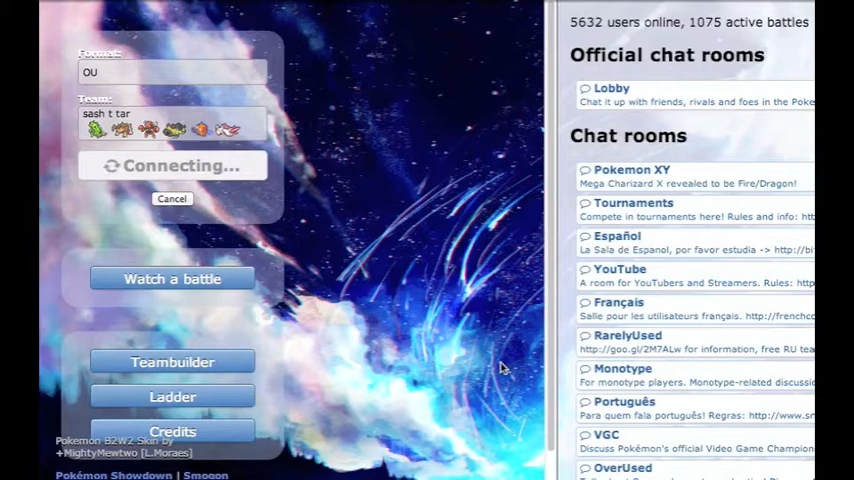 Format:
OU
Team:
sash t tar
Connecting...
Cancel
Watch a battle
Teambuilder
Ladder
Credits
Pokemon B2W2 Skin by
+MightyMewtwo [L.Moraes]
Pokémon Showdown | Smogon
5632 users online, 1075 active battles
Official chat rooms
Lobby
Chat it up with friends, rivals and foes in the Poke
Chat rooms
Pokemon XY
Mega Charizard X revealed to be Fire/Dragon!
Tournaments
Compete in tournaments here! Rules and info: htt
Español
La Sala de Espanol, por favor estudia -> http://bi
YouTube
A room for YouTubers and Streamers. Rules: http
Français
Salle pour les utilisateurs français. http://frenchco
RarelyUsed
http://goo.gl/2M7ALw for information, free RU tea
Monotype
For monotype players. Monotype-related discussio
Português
Para quem fala português! Regras: http://www.sm
VGC
Discuss Pokémon's official Video Game Champion
OverUsed